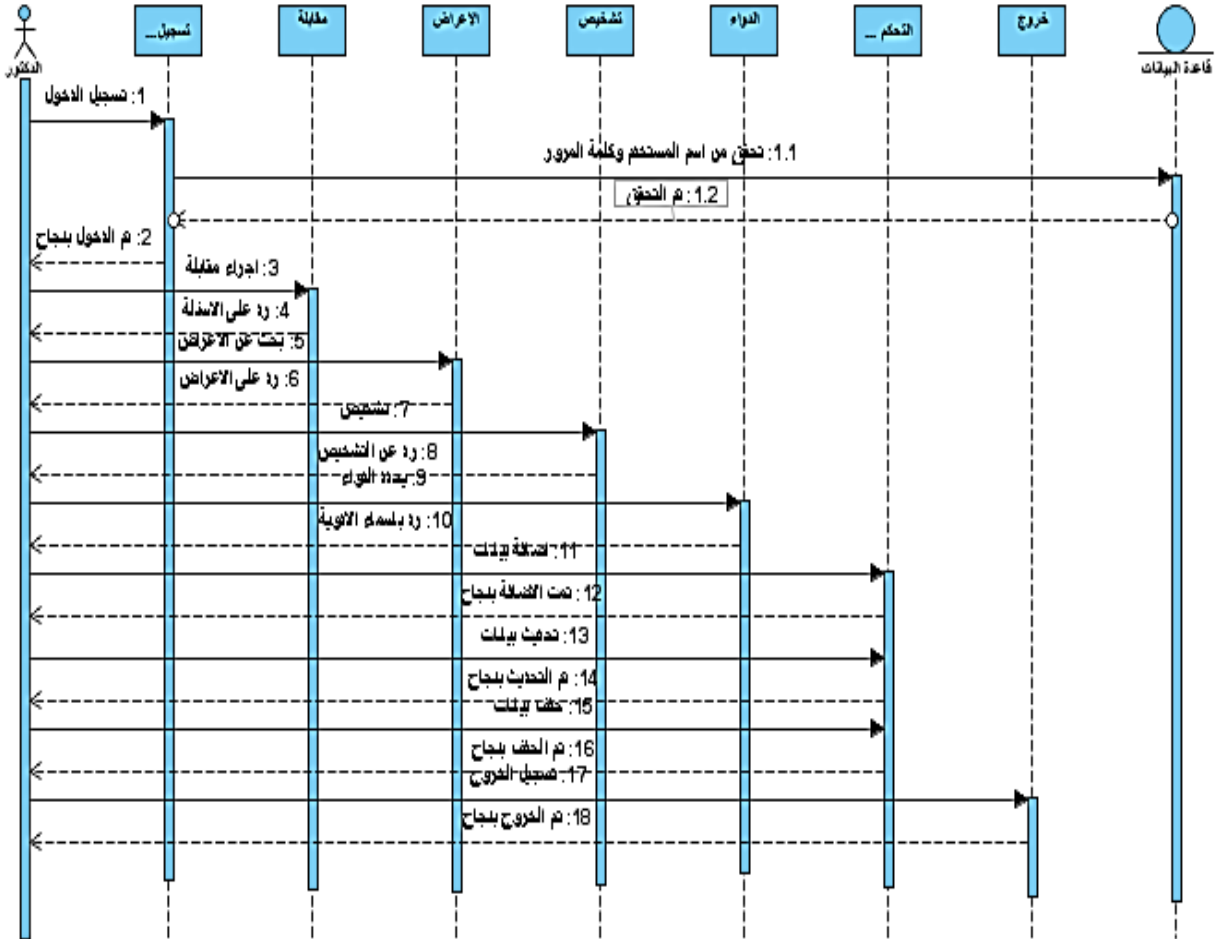 الدكتور
تسجيل...
مقابلة
الاعراض
تشخيص
الدواء
التحكم ...
خروج
قاعدة البيانات
1: تسجيل الدخول
1.1: تحقق من اسم المستخدم وكلمة المرور
1.2: تم التحقق
2: تم الدخول بنجاح
3: اجراء مقابلة
4: رد على الاسئلة
5: بحث عن الاعراض
6: رد على الاعراض
7: تشخيص
8: رد عن التشخيص
9: يحدد الدواء
10: رد باسماء الادوية
11: اضافة بيانات
12: تمت الاضافة بنجاح
13: تحديث بيانات
14: تم التحديث بنجاح
15: حذف بيانات
16: تم الحذف بنجاح
17: تسجيل الخروج
18: تم الخروج بنجاح